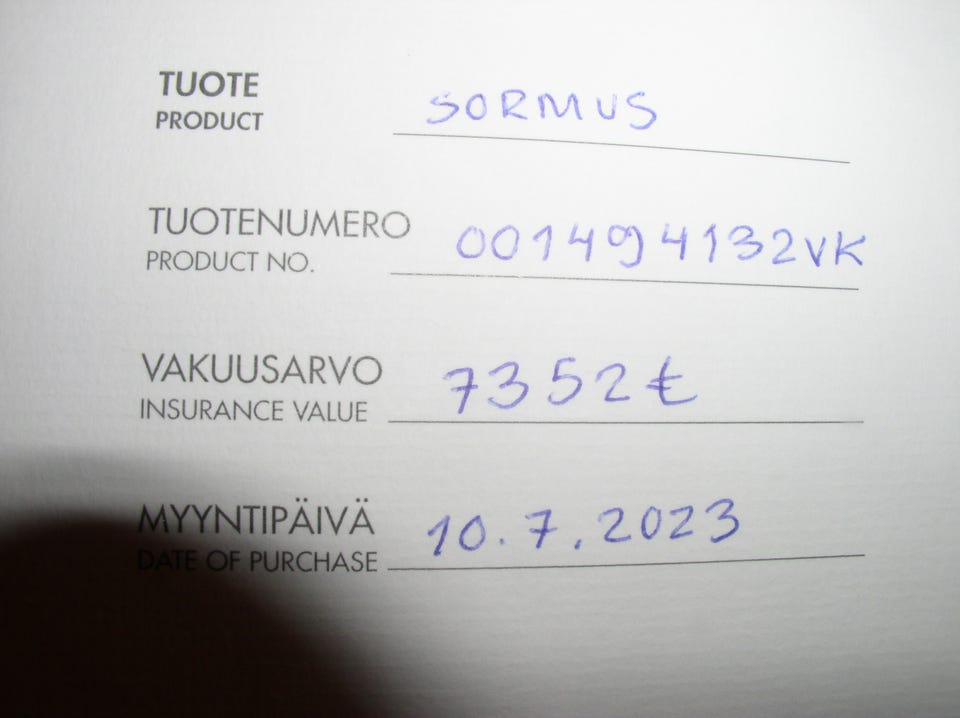 TUOTE SORMUS
PRODUCT
TUOTENUMERO 001494132VK
PRODUCT NO.
VAKUUSARVO 7352€
INSURANCE VALUE
MYYNTIPÄIVÄ 10.7.2023
DATE OF PURCHASE